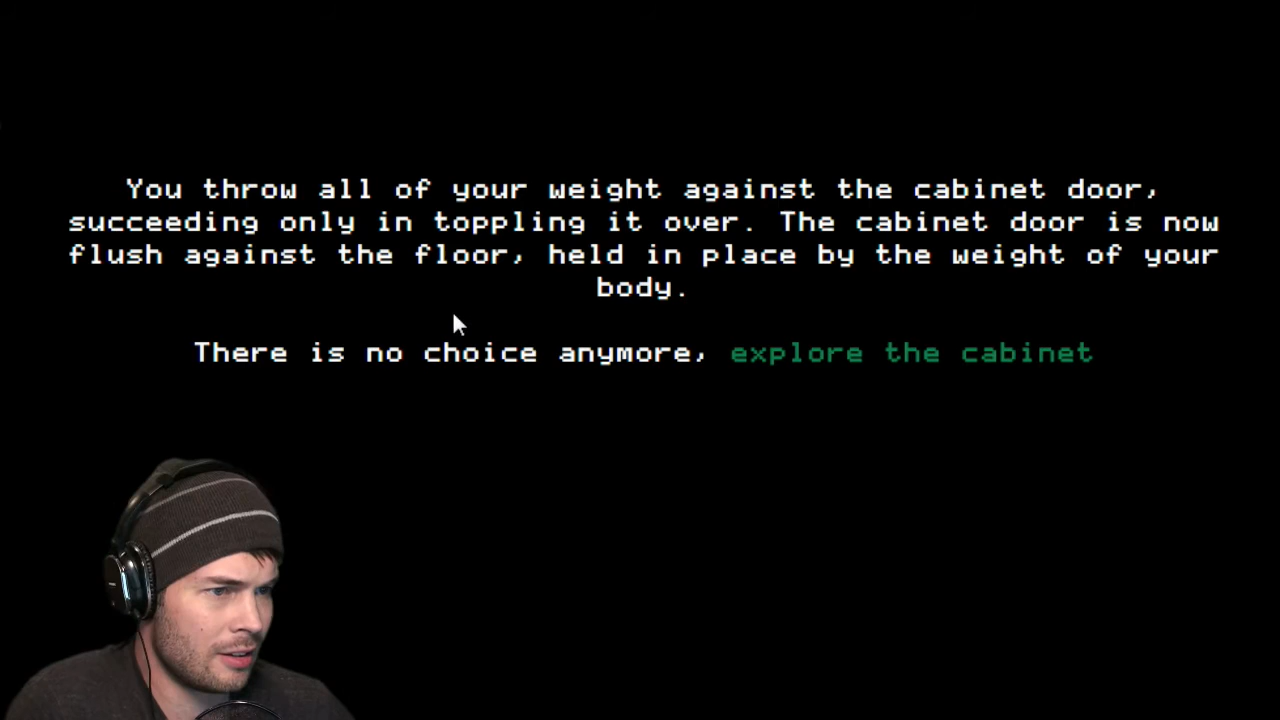 You throw all of your weight against the cabinet door,
succeeding only in toppling it over. The cabinet door is now
flush against the floor, held in place by the weight of your
body.
There is no choice anymore, explore the cabinet